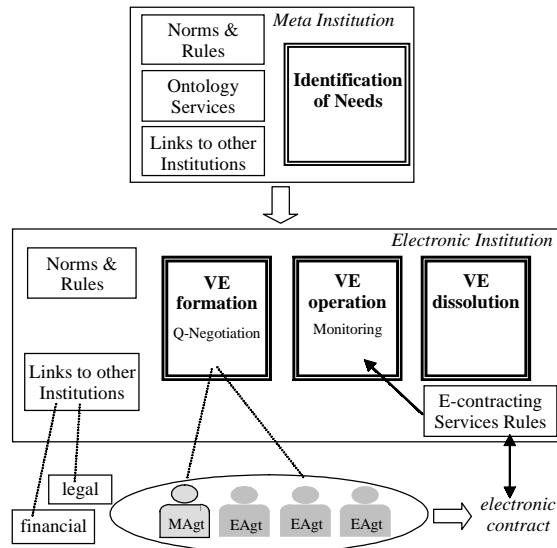 Meta Institution
Norms &
Rules
Ontology
Services
Links to other
Institutions
Identification
of Needs
Electronic Institution
Norms &
Rules
VE
formation
Q-Negotiation
VE
operation
Monitoring
VE
dissolution
Links to other
Institutions
E-contracting
Services Rules
legal
financial
MAgt
EAgt
EAgt
EAgt
electronic
contract